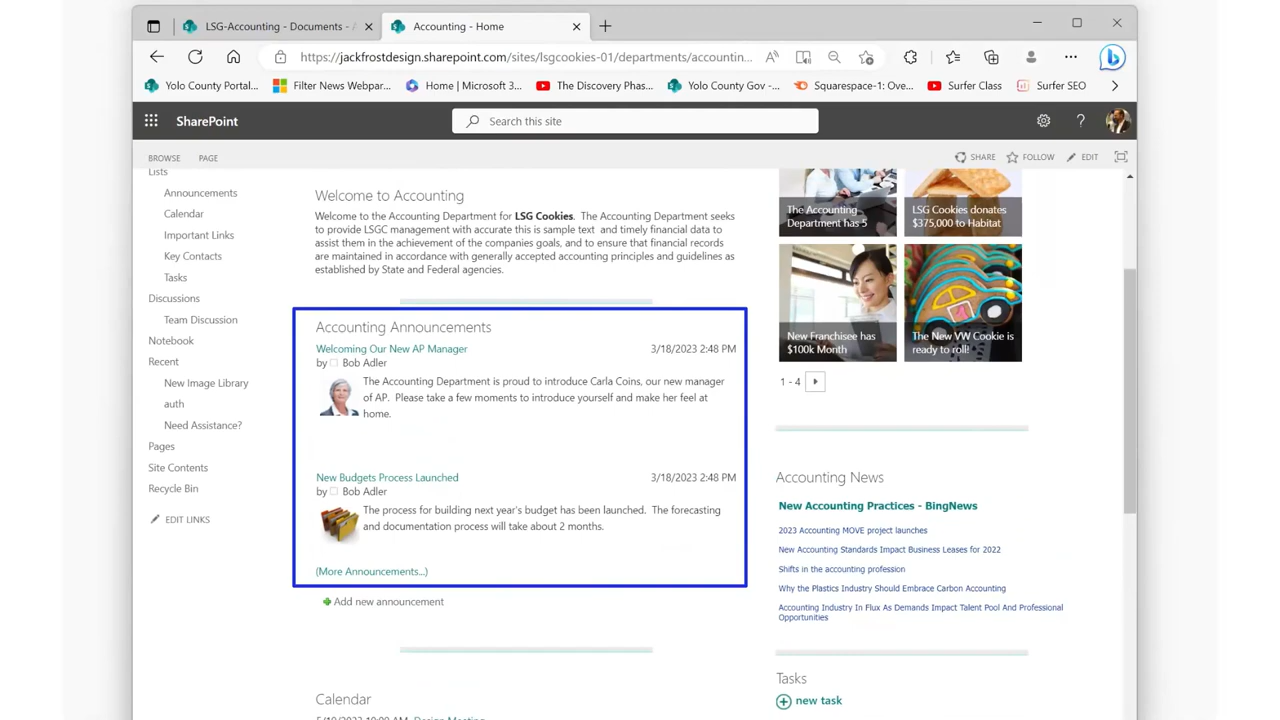 LSG-Accounting - Documents - A
Accounting - Home
https://jackfrostdesign.sharepoint.com/sites/lsgcookies-01/departments/accountin...
Yolo County Portal...
Filter News Webpar...
Home | Microsoft 3...
The Discovery Phas...
Yolo County Gov -...
Squarespace-1: Ove...
Surfer Class
Surfer SEO
SharePoint
Search this site
BROWSE
PAGE
SHARE
FOLLOW
EDIT
Lists
Announcements
Calendar
Important Links
Key Contacts
Tasks
Discussions
Team Discussion
Notebook
Recent
New Image Library
auth
Need Assistance?
Pages
Site Contents
Recycle Bin
EDIT LINKS
Welcome to Accounting
Welcome to the Accounting Department for LSG Cookies. The Accounting Department seeks
to provide LSGC management with accurate this is sample text and timely financial data to
assist them in the achievement of the companies goals, and to ensure that financial records
are maintained in accordance with generally accepted accounting principles and guidelines as
established by State and Federal agencies.
Accounting Announcements
Welcoming Our New AP Manager 3/18/2023 2:48 PM
by Bob Adler
The Accounting Department is proud to introduce Carla Coins, our new manager
of AP. Please take a few moments to introduce yourself and make her feel at
home.
New Budgets Process Launched 3/18/2023 2:48 PM
by Bob Adler
The process for building next year's budget has been launched. The forecasting
and documentation process will take about 2 months.
(More Announcements...)
Add new announcement
Calendar
5/19/2023 10:00 AM Design Meeting
The Accounting
Department has 5
LSG Cookies donates
$375,000 to Habitat
New Franchisee has
$100k Month
The New VW Cookie is
ready to roll!
1 - 4
Accounting News
New Accounting Practices - BingNews
2023 Accounting MOVE project launches
New Accounting Standards Impact Business Leases for 2022
Shifts in the accounting profession
Why the Plastics Industry Should Embrace Carbon Accounting
Accounting Industry In Flux As Demands Impact Talent Pool And Professional
Opportunities
Tasks
new task